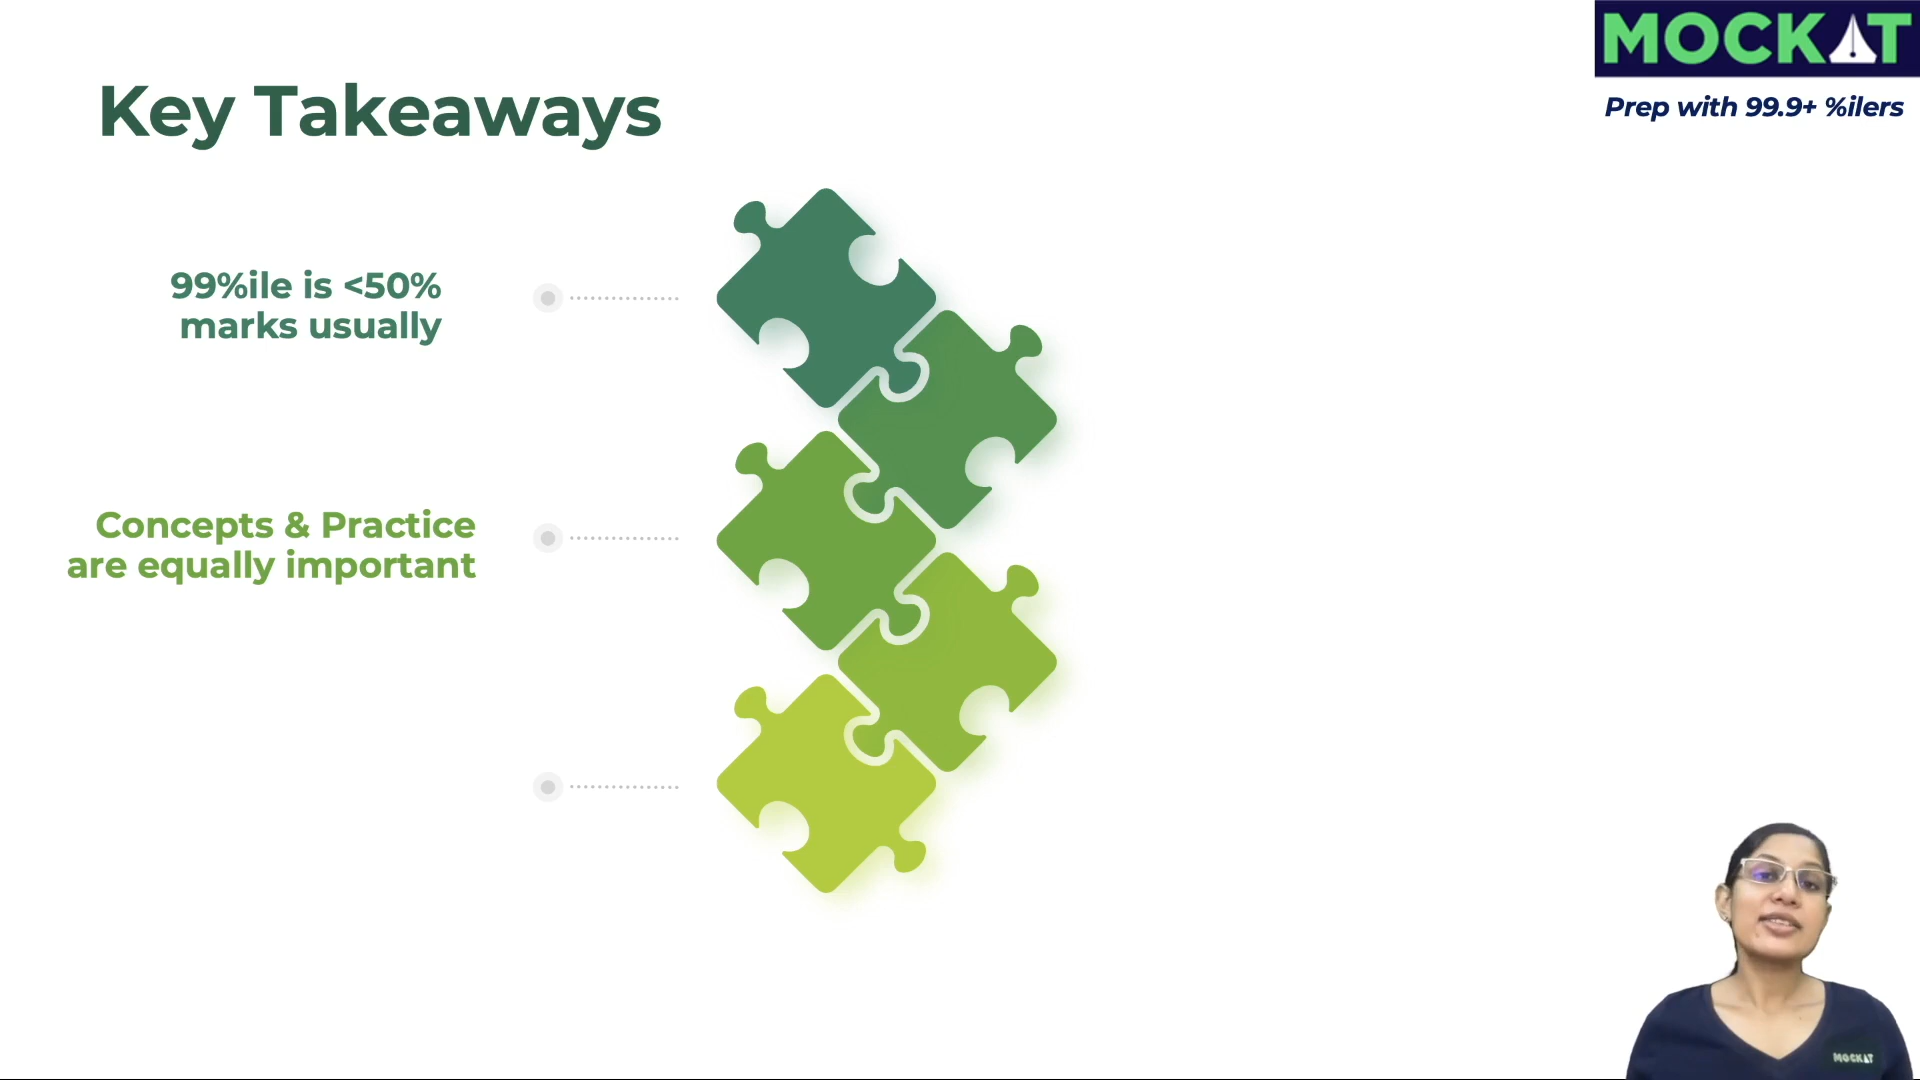 MOCKAT
Prep with 99.9+ %ilers
Key Takeaways
99%ile is <50%
marks usually
Concepts & Practice
are equally important
MOCKAT